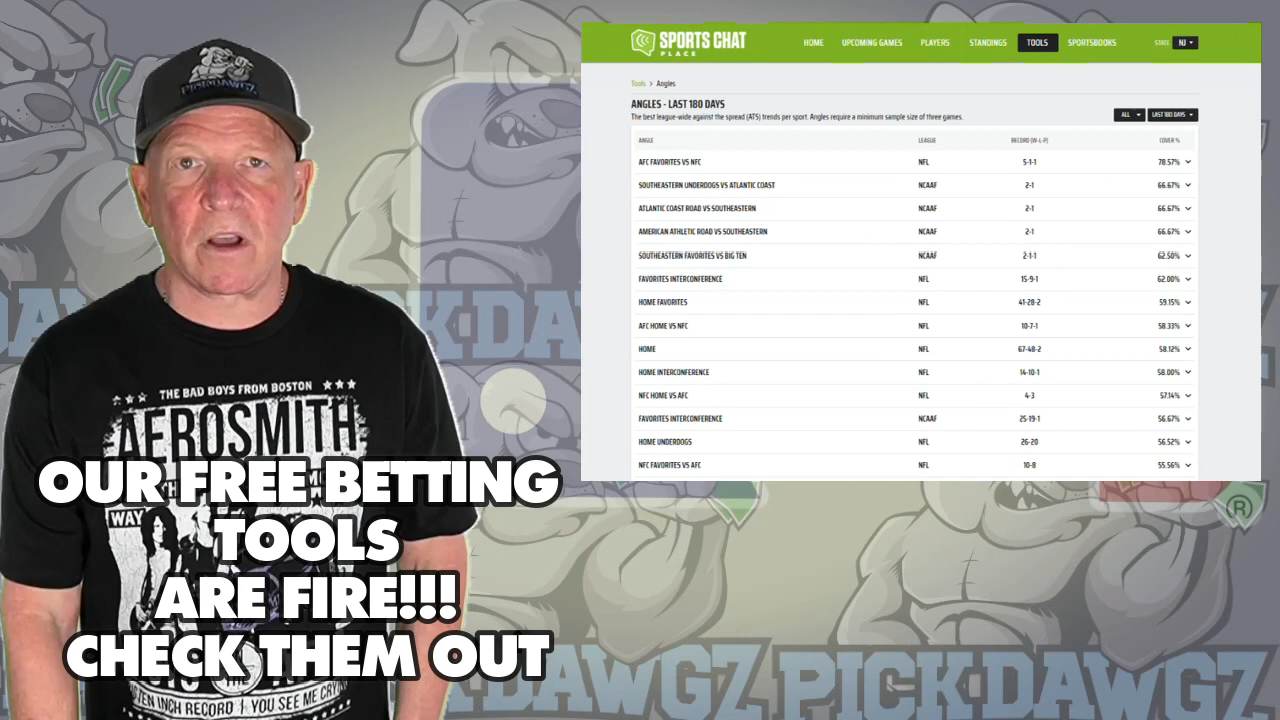 PICKDAWGZ
THE BAD BOYS FROM BOSTON
AEROSMITH
WAY
TEN INCH RECORD | YOU SEE ME CRYING
OUR FREE BETTING
TOOLS
ARE FIRE!!!
CHECK THEM OUT
SPORTS CHAT
PLACE
HOME UPCOMING GAMES PLAYERS STANDINGS TOOLS SPORTSBOOKS STATE NJ
Tools > Angles
ANGLES - LAST 180 DAYS
The best league-wide against the spread (ATS) trends per sport. Angles require a minimum sample size of three games.
ALL LAST 180 DAYS
ANGLE LEAGUE RECORD (W-L-P) COVER %
AFC FAVORITES VS NFC NFL 5-1-1 78.57%
SOUTHEASTERN UNDERDOGS VS ATLANTIC COAST NCAAF 2-1 66.67%
ATLANTIC COAST ROAD VS SOUTHEASTERN NCAAF 2-1 66.67%
AMERICAN ATHLETIC ROAD VS SOUTHEASTERN NCAAF 2-1 66.67%
SOUTHEASTERN FAVORITES VS BIG TEN NCAAF 2-1-1 62.50%
FAVORITES INTERCONFERENCE NFL 15-9-1 62.00%
HOME FAVORITES NFL 41-28-2 59.15%
AFC HOME VS NFC NFL 10-7-1 58.33%
HOME NFL 67-48-2 58.12%
HOME INTERCONFERENCE NFL 14-10-1 58.00%
NFC HOME VS AFC NFL 4-3 57.14%
FAVORITES INTERCONFERENCE NCAAF 25-19-1 56.67%
HOME UNDERDOGS NFL 26-20 56.52%
NFC FAVORITES VS AFC NFL 10-8 55.56%
PICKDAWGZ
PICKDAWGZ
®
PICKDAWGZ
PICKDAWGZ